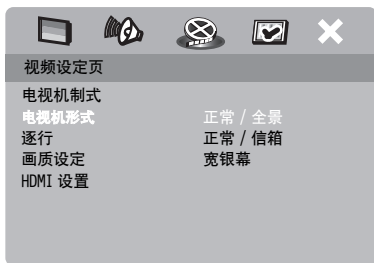 视频设定页
电视机制式
电视机形式 正常 / 全景
逐行 正常 / 信箱
画质设定 宽银幕
HDMI 设置